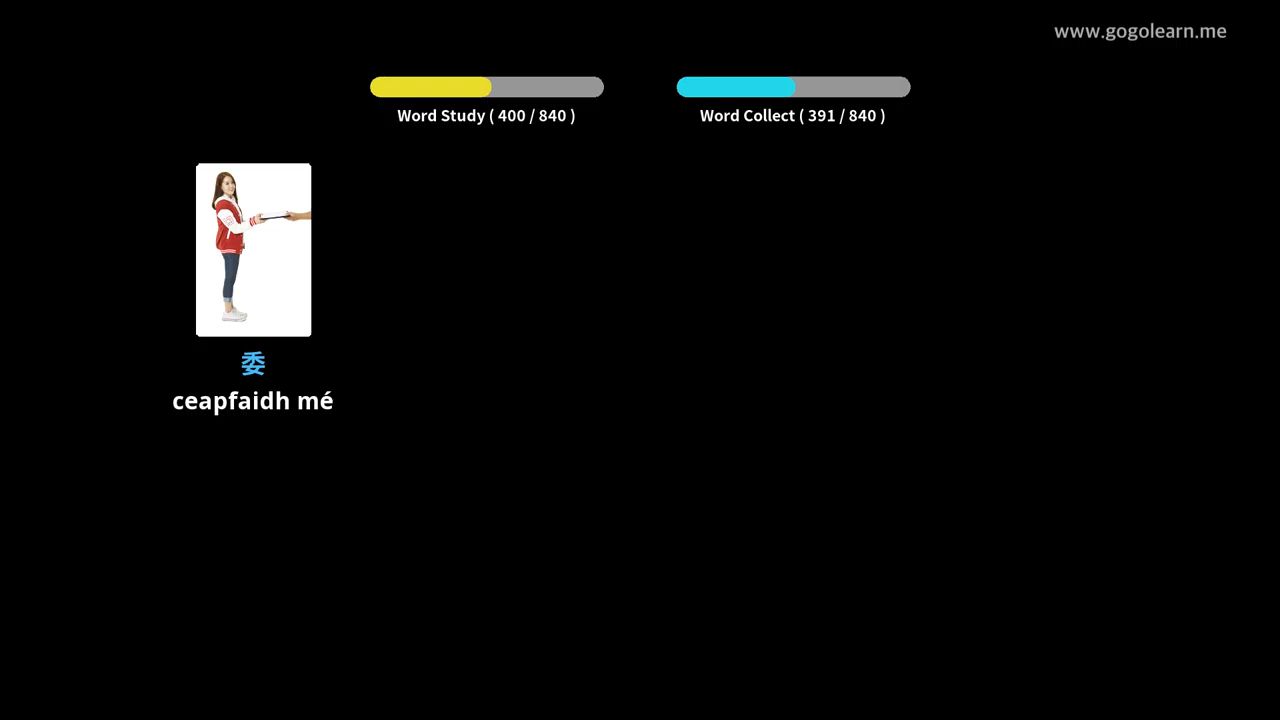 www.gogolearn.me
Word Study ( 400 / 840 )
Word Collect ( 391 / 840 )
委
ceapfaidh mé